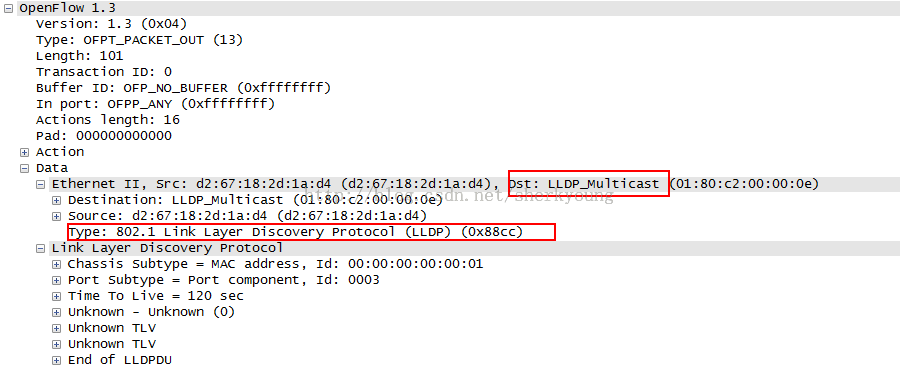 OpenFlow 1.3
Version: 1.3 (0x04)
Type: OFPT_PACKET_OUT (13)
Length: 101
Transaction ID: 0
Buffer ID: OFP_NO_BUFFER (0xffffffff)
In port: OFPP_ANY (0xffffffff)
Actions length: 16
Pad: 000000000000
Action
Data
Ethernet II, Src: d2:67:18:2d:1a:d4 (d2:67:18:2d:1a:d4), Dst: LLDP_Multicast (01:80:c2:00:00:0e)
http://blog.csdn.net/sherkyoung
Destination: LLDP_Multicast (01:80:c2:00:00:0e)
Source: d2:67:18:2d:1a:d4 (d2:67:18:2d:1a:d4)
Type: 802.1 Link Layer Discovery Protocol (LLDP) (0x88cc)
Link Layer Discovery Protocol
Chassis Subtype = MAC address, Id: 00:00:00:00:00:01
Port Subtype = Port component, Id: 0003
Time To Live = 120 sec
Unknown - Unknown (0)
Unknown TLV
Unknown TLV
End of LLDPDU